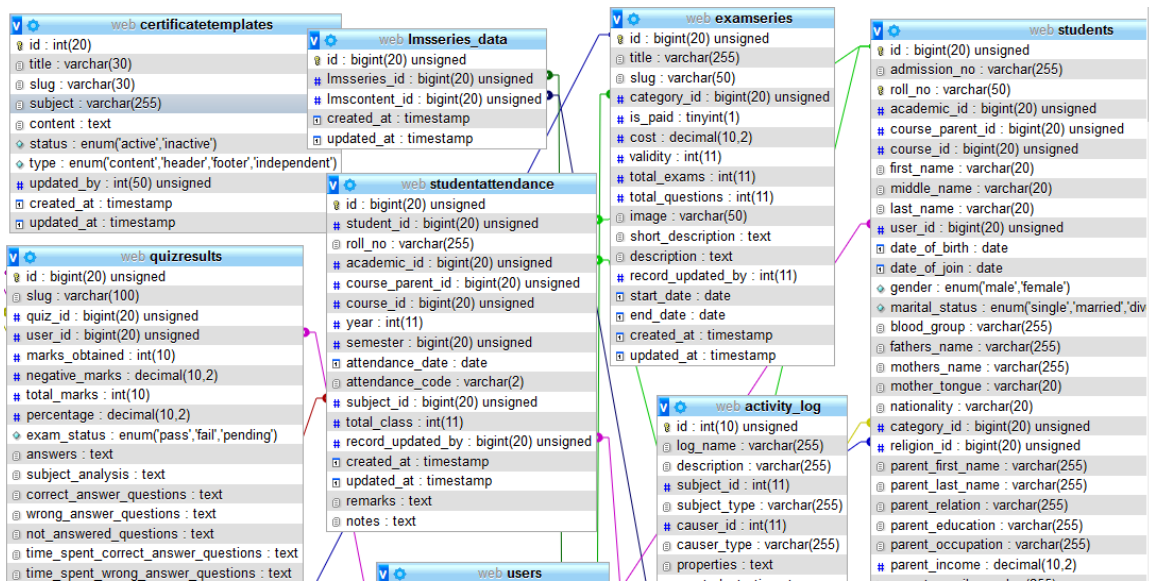 web certificatetemplates
id : int(20)
title : varchar(30)
slug : varchar(30)
subject : varchar(255)
content : text
status : enum('active','inactive')
type : enum('content','header','footer','independent')
updated_by : int(50) unsigned
created_at : timestamp
updated_at : timestamp
web lmsseries_data
id : bigint(20) unsigned
lmsseries_id : bigint(20) unsigned
lmscontent_id : bigint(20) unsigned
created_at : timestamp
updated_at : timestamp
web examseries
id : bigint(20) unsigned
title : varchar(255)
slug : varchar(50)
category_id : bigint(20) unsigned
is_paid : tinyint(1)
cost : decimal(10,2)
validity : int(11)
total_exams : int(11)
total_questions : int(11)
image : varchar(50)
short_description : text
description : text
record_updated_by : int(11)
start_date : date
end_date : date
created_at : timestamp
updated_at : timestamp
web students
id : bigint(20) unsigned
admission_no : varchar(255)
roll_no : varchar(50)
academic_id : bigint(20) unsigned
course_parent_id : bigint(20) unsigned
course_id : bigint(20) unsigned
first_name : varchar(20)
middle_name : varchar(20)
last_name : varchar(20)
user_id : bigint(20) unsigned
date_of_birth : date
date_of_join : date
gender : enum('male','female')
marital_status : enum('single','married','div
blood_group : varchar(255)
fathers_name : varchar(255)
mothers_name : varchar(255)
mother_tongue : varchar(20)
nationality : varchar(20)
category_id : bigint(20) unsigned
religion_id : bigint(20) unsigned
parent_first_name : varchar(255)
parent_last_name : varchar(255)
parent_relation : varchar(255)
parent_education : varchar(255)
parent_occupation : varchar(255)
parent_income : decimal(10,2)
web studentattendance
id : bigint(20) unsigned
student_id : bigint(20) unsigned
roll_no : varchar(255)
academic_id : bigint(20) unsigned
course_parent_id : bigint(20) unsigned
course_id : bigint(20) unsigned
year : int(11)
semester : bigint(20) unsigned
attendance_date : date
attendance_code : varchar(2)
subject_id : bigint(20) unsigned
total_class : int(11)
record_updated_by : bigint(20) unsigned
created_at : timestamp
updated_at : timestamp
remarks : text
notes : text
web quizresults
id : bigint(20) unsigned
slug : varchar(100)
quiz_id : bigint(20) unsigned
user_id : bigint(20) unsigned
marks_obtained : int(10)
negative_marks : decimal(10,2)
total_marks : int(10)
percentage : decimal(10,2)
exam_status : enum('pass','fail','pending')
answers : text
subject_analysis : text
correct_answer_questions : text
wrong_answer_questions : text
not_answered_questions : text
time_spent_correct_answer_questions : text
time_spent_wrong_answer_questions : text
web activity_log
id : int(10) unsigned
log_name : varchar(255)
description : varchar(255)
subject_id : int(11)
subject_type : varchar(255)
causer_id : int(11)
causer_type : varchar(255)
properties : text
web users